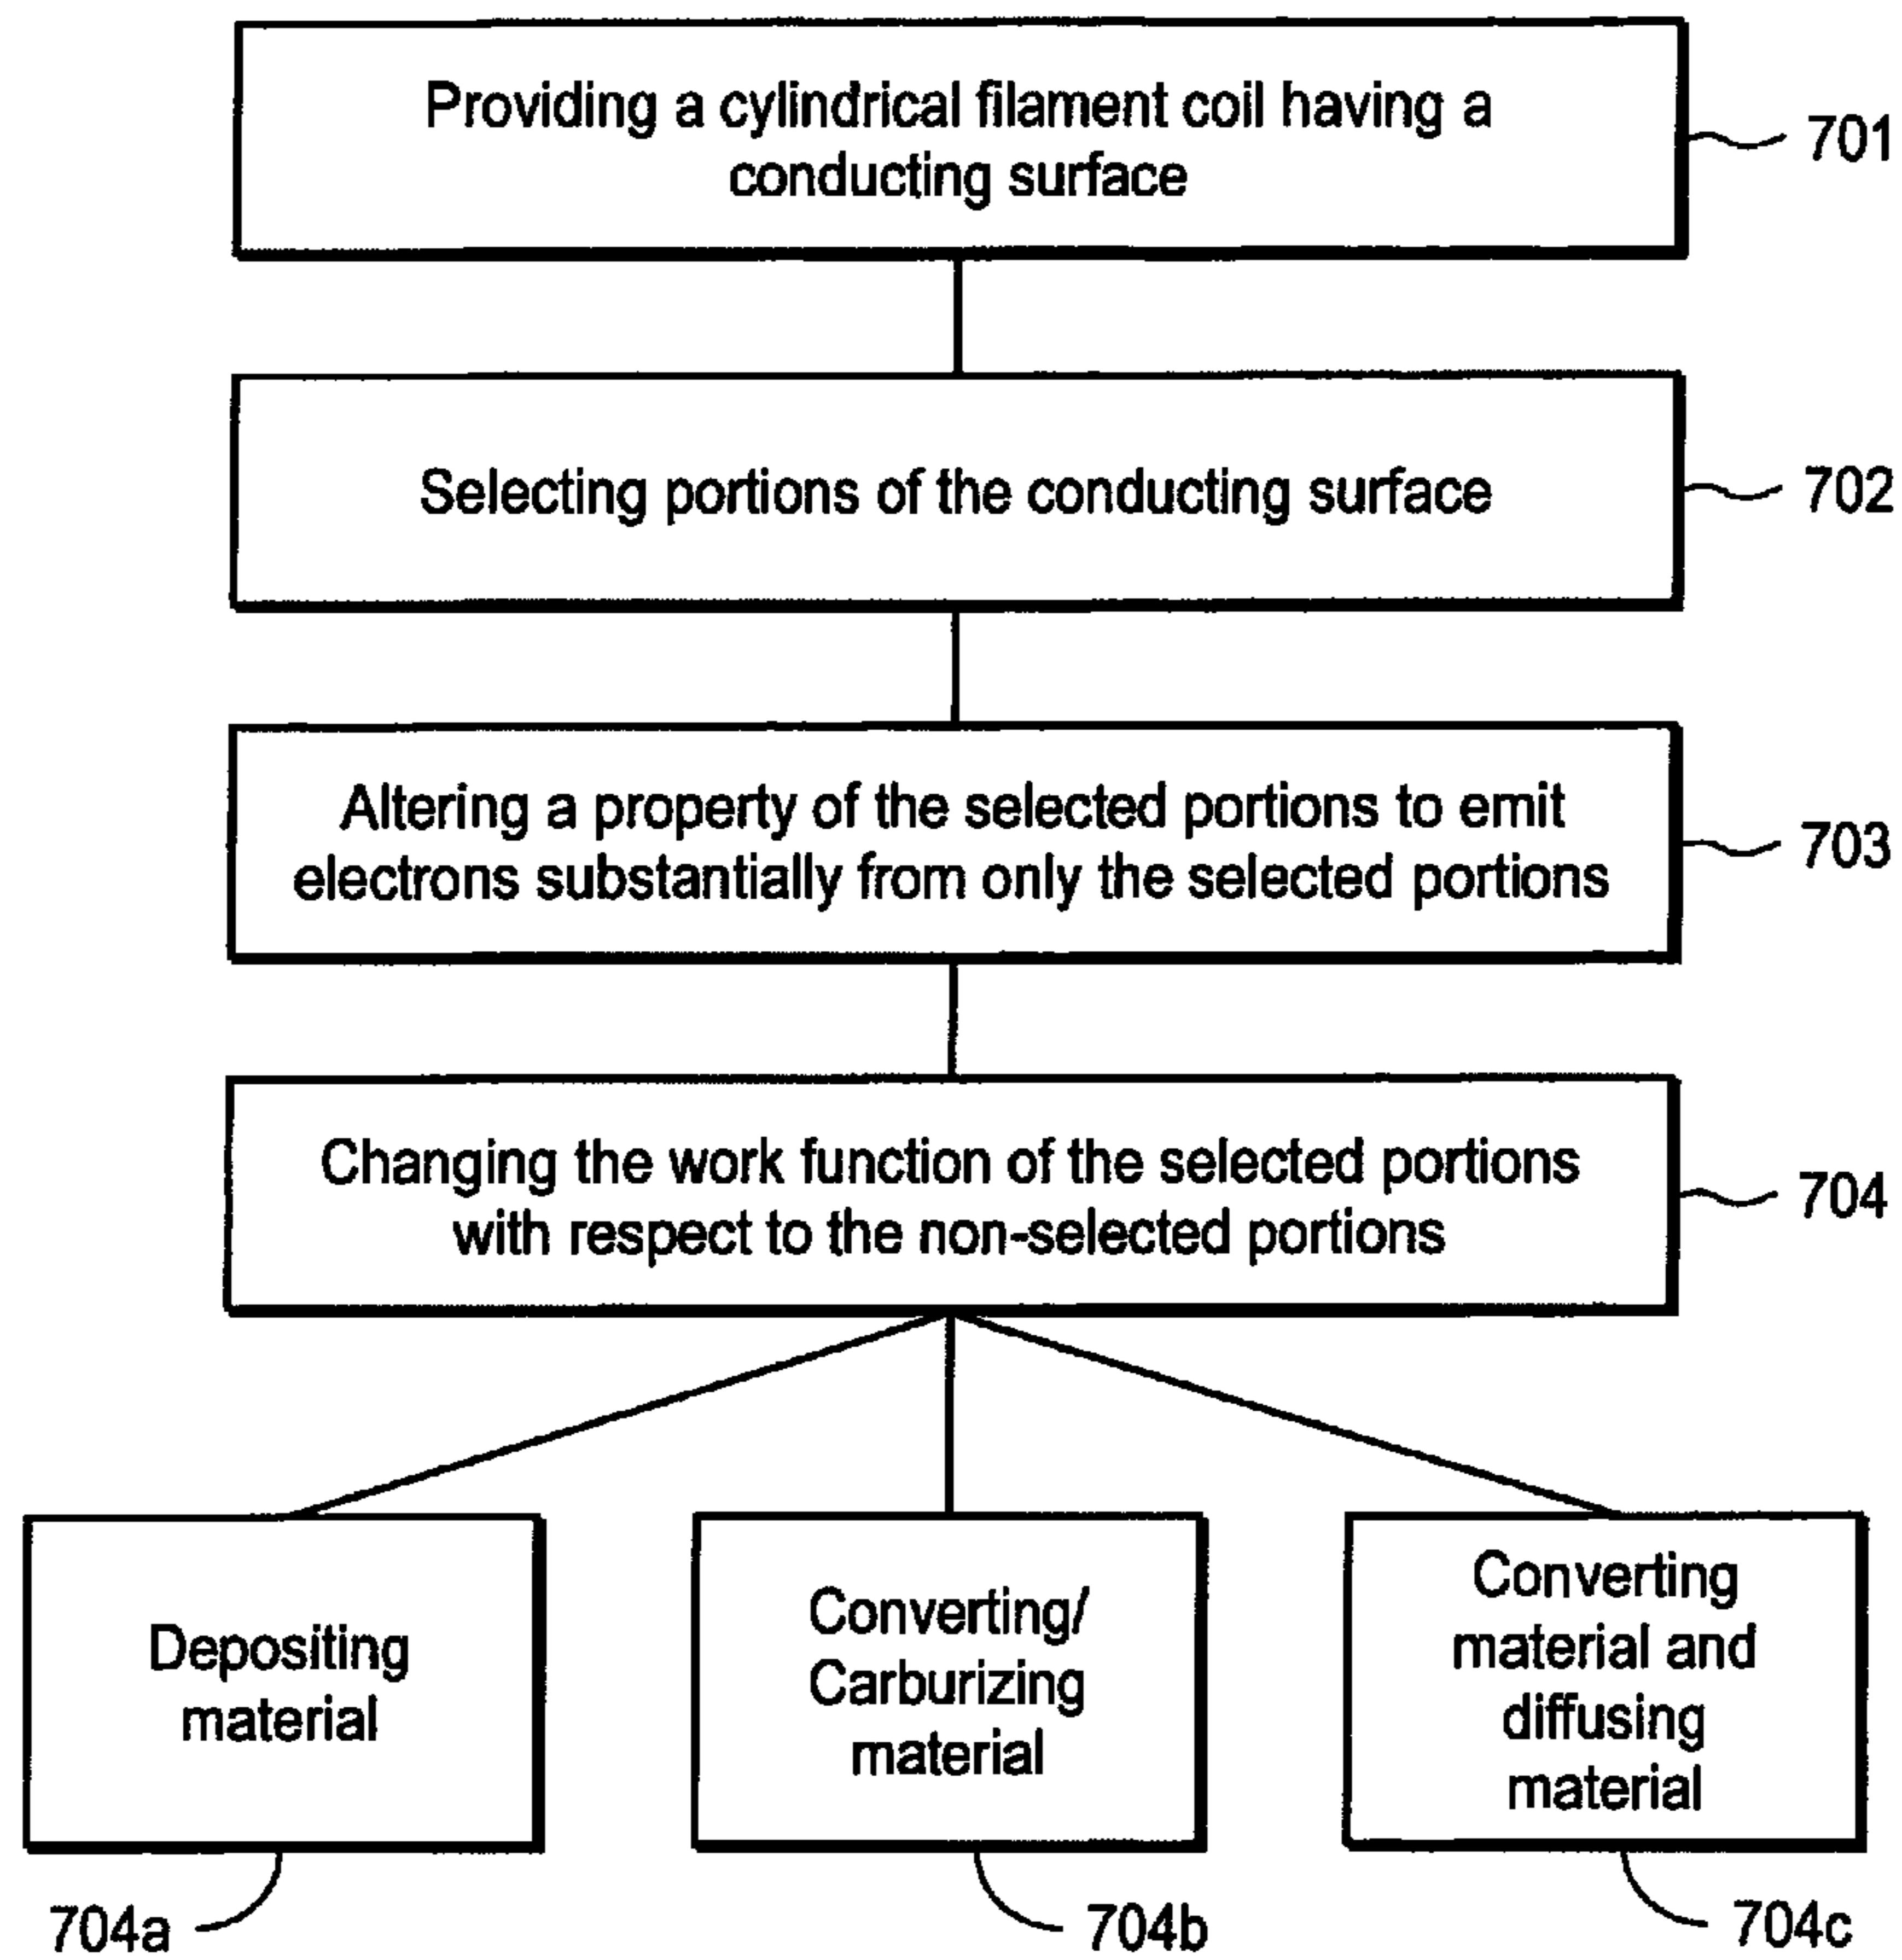 Providing a cylindrical filament coil having a
conducting surface
701
Selecting portions of the conducting surface
702
Altering a property of the selected portions to emit
electrons substantially from only the selected portions
703
Changing the work function of the selected portions
with respect to the non-selected portions
704
Depositing
material
704a
Converting/
Carburizing
material
704b
Converting
material and
diffusing
material
704c